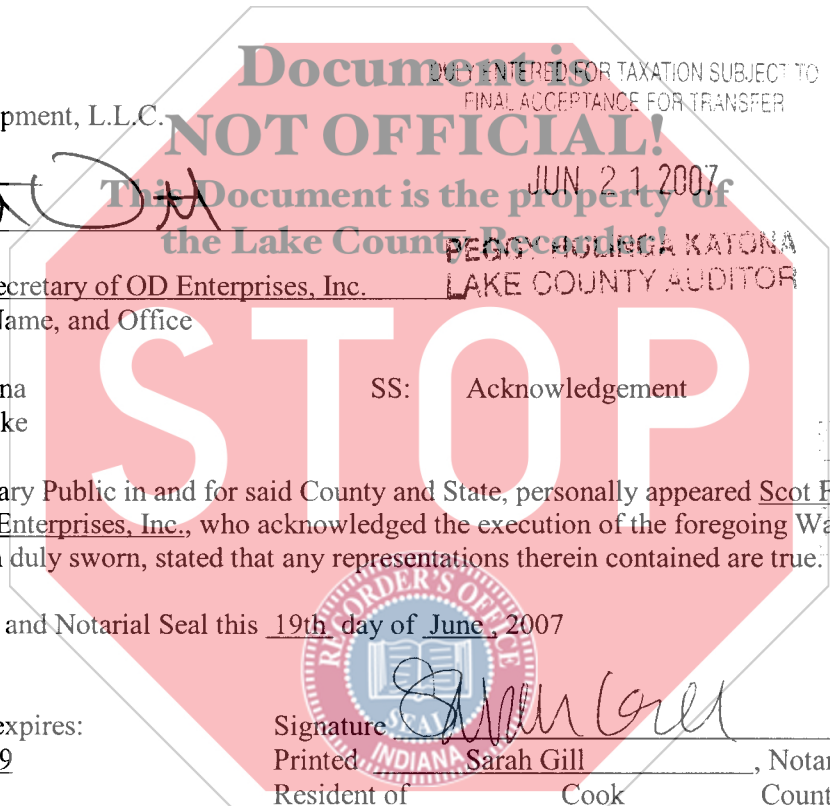 Document is
DULY ENTERED FOR TAXATION SUBJECT TO
FINAL ACCEPTANCE FOR TRANSFER
pment, L.L.C.
NOT OFFICIAL!
JUN 21 2007
This Document is the property of
the Lake County Recorder!
PEGGY HOLINGA KATONA
LAKE COUNTY AUDITOR
ecretary of OD Enterprises, Inc.
Name, and Office
STOP
na SS: Acknowledgement
ke
ary Public in and for said County and State, personally appeared Scot F
Enterprises, Inc., who acknowledged the execution of the foregoing Wa
n duly sworn, stated that any representations therein contained are true.
RECORDER'S OFFICE
and Notarial Seal this 19th day of June, 2007
SEAL
INDIANA
expires: Signature
9 Printed Sarah Gill, Notar
Resident of Cook Count